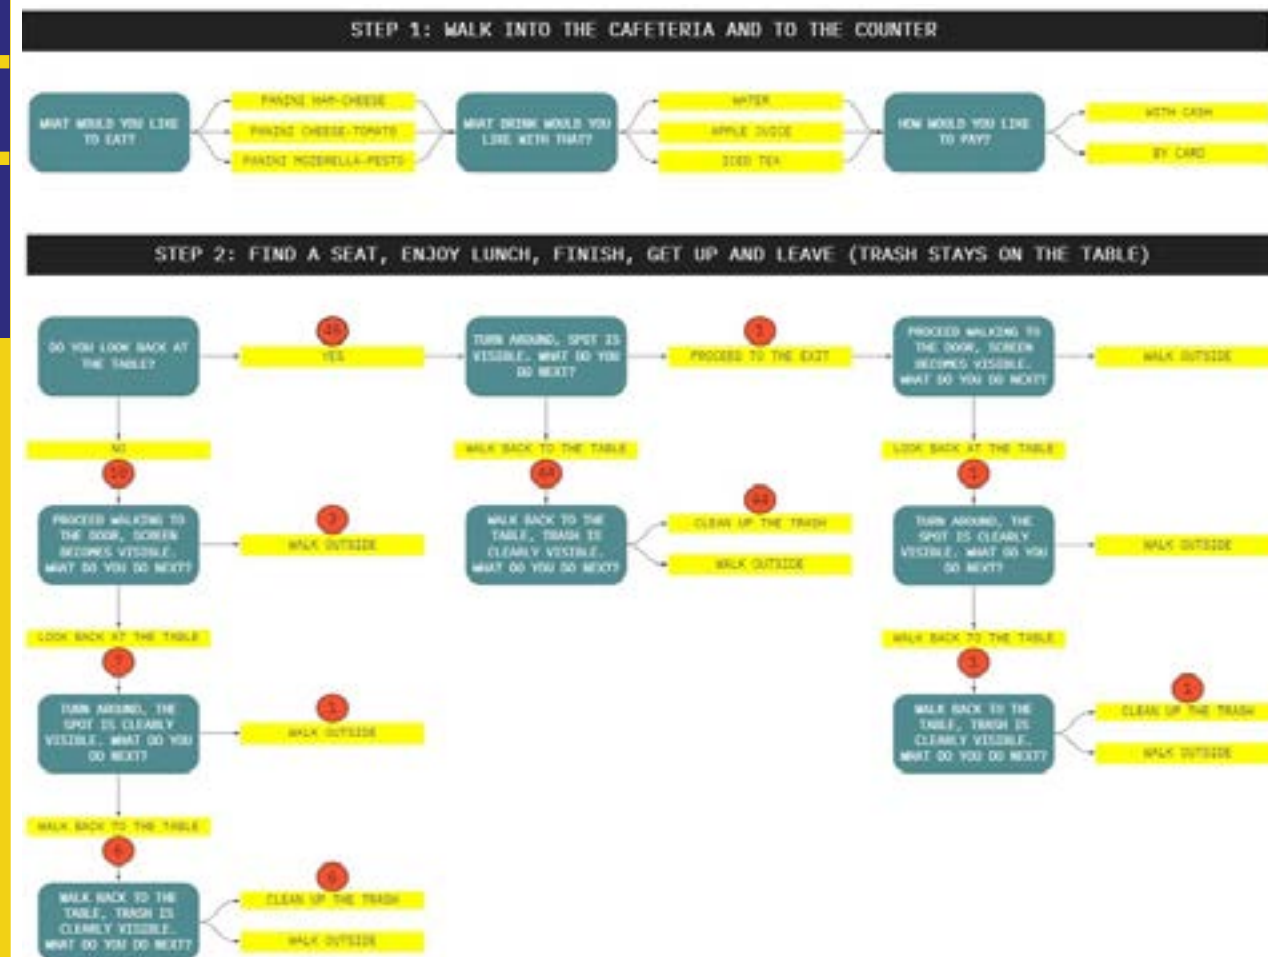 STEP 1: WALK INTO THE CAFETERIA AND TO THE COUNTER
WHAT WOULD YOU LIKE
TO EAT?
PANINI HAM-CHEESE
PANINI CHEESE-TOMATO
PANINI MOZERELLA-PESTO
WHAT DRINK WOULD YOU
LIKE WITH THAT?
WATER
APPLE JUICE
ICED TEA
HOW WOULD YOU LIKE
TO PAY?
WITH CASH
BY CARD
STEP 2: FIND A SEAT, ENJOY LUNCH, FINISH, GET UP AND LEAVE (TRASH STAYS ON THE TABLE)
DO YOU LOOK BACK AT
THE TABLE?
YES
TURN AROUND, SPOT IS
VISIBLE. WHAT DO YOU
DO NEXT?
1
PROCEED TO THE EXIT
PROCEED WALKING TO
THE DOOR, SCREEN
BECOMES VISIBLE.
WHAT DO YOU DO NEXT?
WALK OUTSIDE
NO
10
WALK BACK TO THE TABLE
44
LOOK BACK AT THE TABLE
1
PROCEED WALKING TO
THE DOOR, SCREEN
BECOMES VISIBLE.
WHAT DO YOU DO NEXT?
3
WALK OUTSIDE
WALK BACK TO THE
TABLE, TRASH IS
CLEARLY VISIBLE.
WHAT DO YOU DO NEXT?
44
CLEAN UP THE TRASH
WALK OUTSIDE
TURN AROUND, THE
SPOT IS CLEARLY
VISIBLE. WHAT DO YOU
DO NEXT?
WALK OUTSIDE
LOOK BACK AT THE TABLE
7
WALK BACK TO THE TABLE
1
TURN AROUND, THE
SPOT IS CLEARLY
VISIBLE. WHAT DO YOU
DO NEXT?
1
WALK OUTSIDE
WALK BACK TO THE
TABLE, TRASH IS
CLEARLY VISIBLE.
WHAT DO YOU DO NEXT?
1
CLEAN UP THE TRASH
WALK OUTSIDE
WALK BACK TO THE TABLE
6
WALK BACK TO THE
TABLE, TRASH IS
CLEARLY VISIBLE.
WHAT DO YOU DO NEXT?
6
CLEAN UP THE TRASH
WALK OUTSIDE